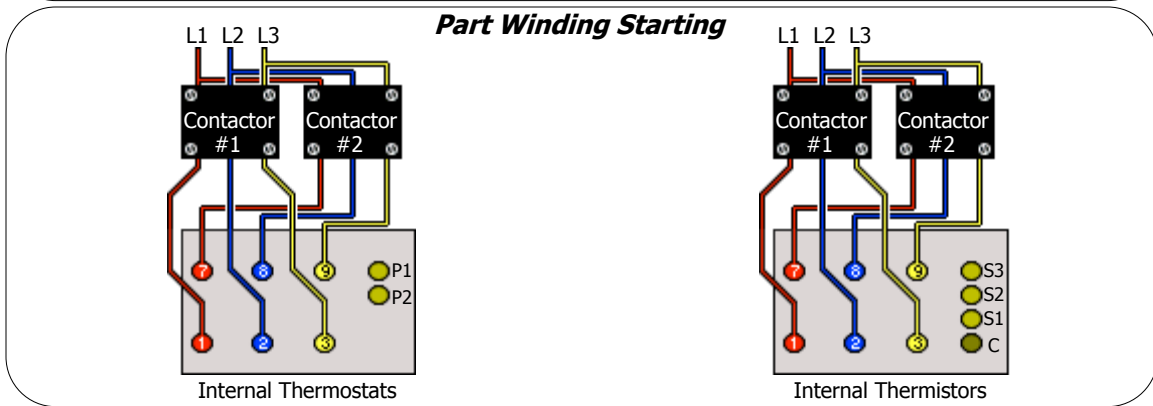 Part Winding Starting
L1 L2 L3
Contactor
#1
Contactor
#2
7 8 9
P1
P2
1 2 3
Internal Thermostats
L1 L2 L3
Contactor
#1
Contactor
#2
7 8 9
S3
S2
S1
C
1 2 3
Internal Thermistors